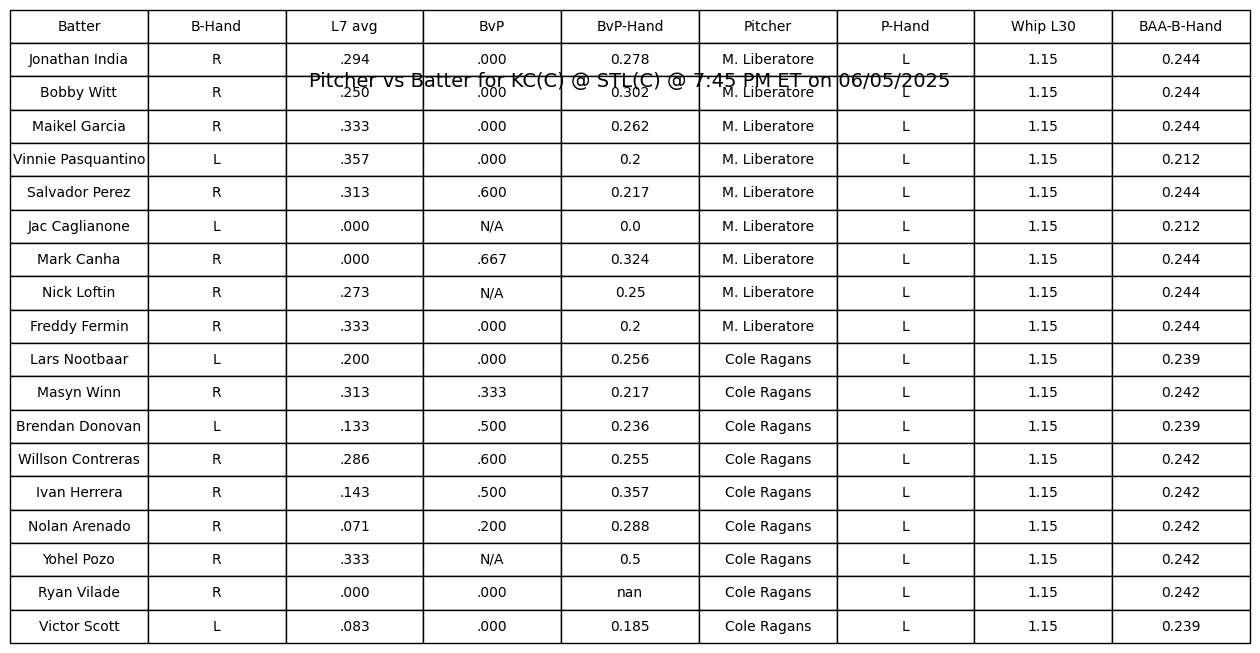 Batter B-Hand L7 avg BvP BvP-Hand Pitcher P-Hand Whip L30 BAA-B-Hand
Jonathan India R .294 .000 0.278 M. Liberatore L 1.15 0.244
Pitcher vs Batter for KC(C) @ STL(C) @ 7:45 PM ET on 06/05/2025
Bobby Witt R .250 .000 0.302 M. Liberatore L 1.15 0.244
Maikel Garcia R .333 .000 0.262 M. Liberatore L 1.15 0.244
Vinnie Pasquantino L .357 .000 0.2 M. Liberatore L 1.15 0.212
Salvador Perez R .313 .600 0.217 M. Liberatore L 1.15 0.244
Jac Caglianone L .000 N/A 0.0 M. Liberatore L 1.15 0.212
Mark Canha R .000 .667 0.324 M. Liberatore L 1.15 0.244
Nick Loftin R .273 N/A 0.25 M. Liberatore L 1.15 0.244
Freddy Fermin R .333 .000 0.2 M. Liberatore L 1.15 0.244
Lars Nootbaar L .200 .000 0.256 Cole Ragans L 1.15 0.239
Masyn Winn R .313 .333 0.217 Cole Ragans L 1.15 0.242
Brendan Donovan L .133 .500 0.236 Cole Ragans L 1.15 0.239
Willson Contreras R .286 .600 0.255 Cole Ragans L 1.15 0.242
Ivan Herrera R .143 .500 0.357 Cole Ragans L 1.15 0.242
Nolan Arenado R .071 .200 0.288 Cole Ragans L 1.15 0.242
Yohel Pozo R .333 N/A 0.5 Cole Ragans L 1.15 0.242
Ryan Vilade R .000 .000 nan Cole Ragans L 1.15 0.242
Victor Scott L .083 .000 0.185 Cole Ragans L 1.15 0.239